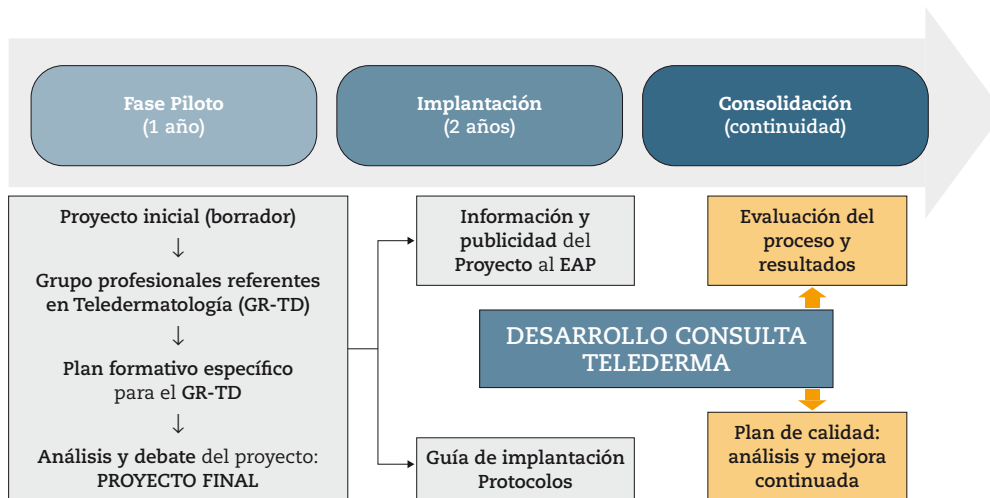 Fase Piloto
(1 año)
Implantación
(2 años)
Consolidación
(continuidad)
Proyecto inicial (borrador)
↓
Grupo profesionales referentes
en Teledermatología (GR-TD)
↓
Plan formativo específico
para el GR-TD
↓
Análisis y debate del proyecto:
PROYECTO FINAL
Información y
publicidad del
Proyecto al EAP
Guía de implantación
Protocolos
DESARROLLO CONSULTA
TELEDERMA
Evaluación del
proceso y
resultados
Plan de calidad:
análisis y mejora
continuada